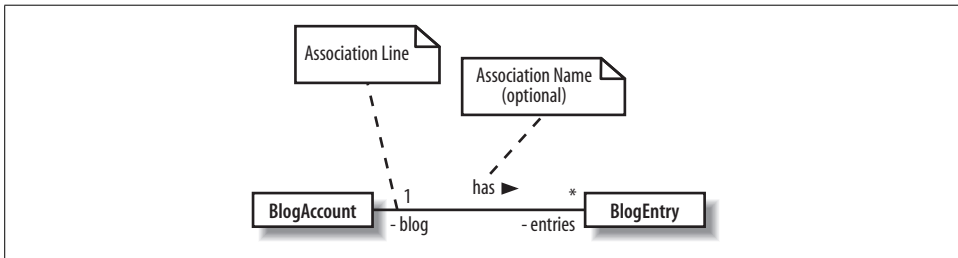 Association Line
Association Name
(optional)
has ►
1
*
BlogAccount
BlogEntry
- blog
- entries